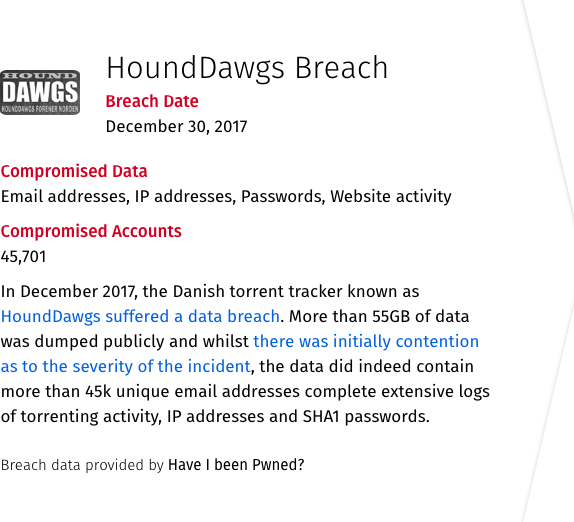 HOUND
DAWGS
HOUNDDAWGS FORENER NORDEN
HoundDawgs Breach
Breach Date
December 30, 2017
Compromised Data
Email addresses, IP addresses, Passwords, Website activity
Compromised Accounts
45,701
In December 2017, the Danish torrent tracker known as
HoundDawgs suffered a data breach. More than 55GB of data
was dumped publicly and whilst there was initially contention
as to the severity of the incident, the data did indeed contain
more than 45k unique email addresses complete extensive logs
of torrenting activity, IP addresses and SHA1 passwords.
Breach data provided by Have I been Pwned?